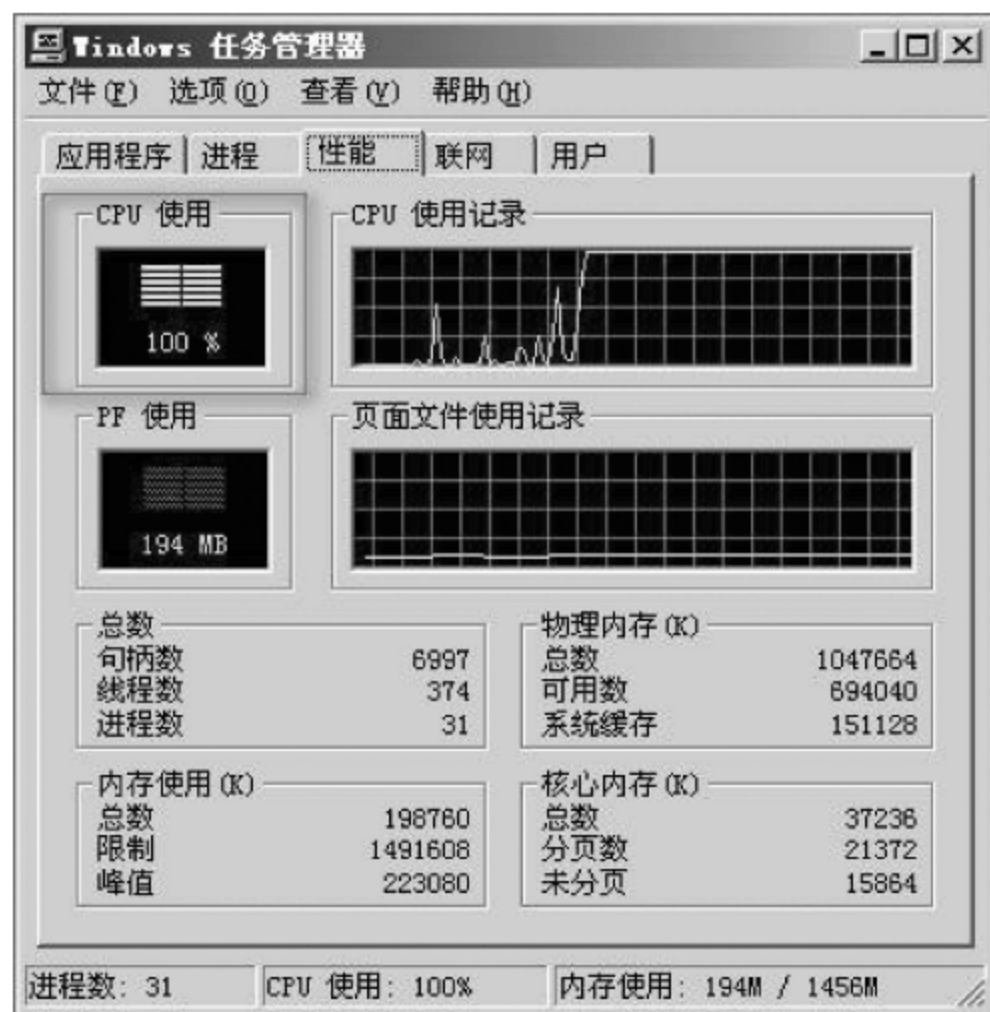 Windows 任务管理器
文件(F) 选项(O) 查看(V) 帮助(H)
应用程序 进程 性能 联网 用户
CPU 使用
100 %
CPU 使用记录
PF 使用
194 MB
页面文件使用记录
总数
句柄数 6997
线程数 374
进程数 31
物理内存(K)
总数 1047664
可用数 694040
系统缓存 151128
内存使用(K)
总数 198760
限制 1491608
峰值 223080
核心内存(K)
总数 37236
分页数 21372
未分页 15864
进程数: 31 CPU 使用: 100% 内存使用: 194M / 1456M